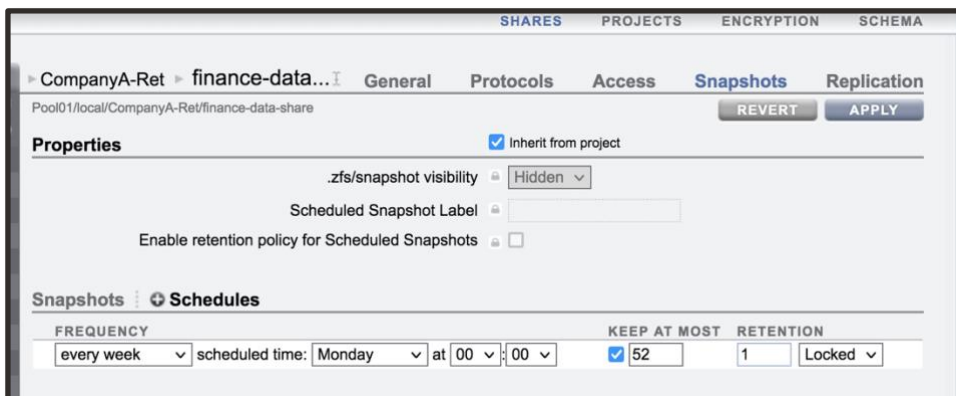 SHARES PROJECTS ENCRYPTION SCHEMA
CompanyA-Ret finance-data... General Protocols Access Snapshots Replication
Pool01/local/CompanyA-Ret/finance-data-share REVERT APPLY
Properties Inherit from project
.zfs/snapshot visibility Hidden
Scheduled Snapshot Label
Enable retention policy for Scheduled Snapshots
Snapshots Schedules
FREQUENCY KEEP AT MOST RETENTION
every week scheduled time: Monday at 00 : 00 52 1 Locked